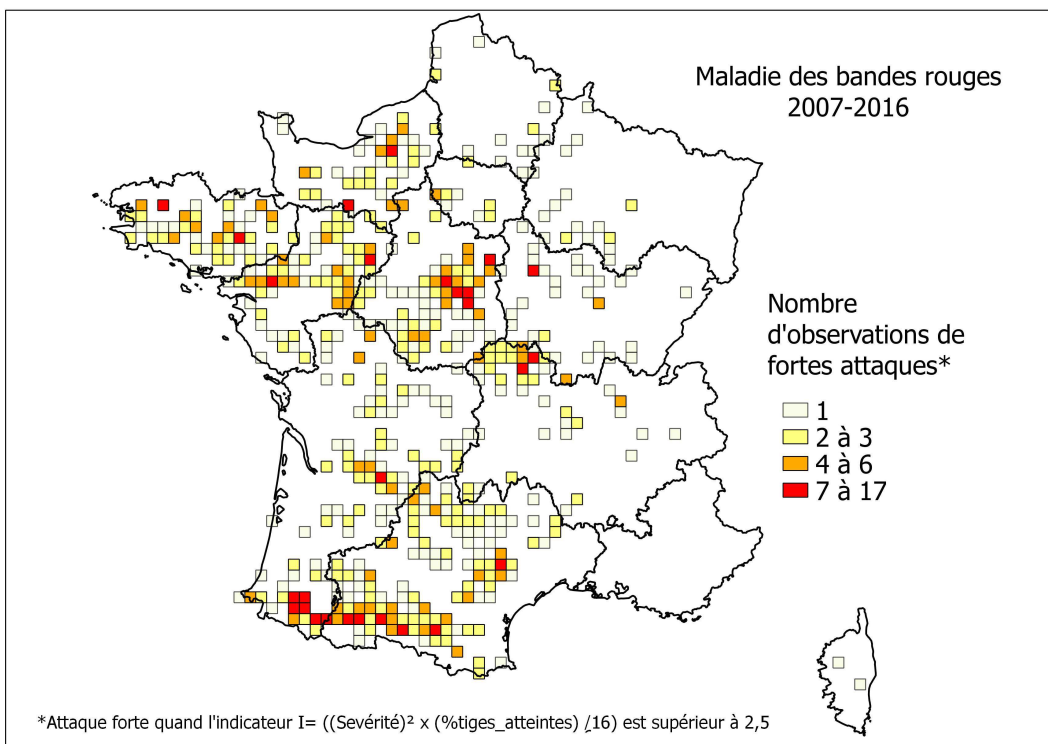 Maladie des bandes rouges
2007-2016
Nombre
d'observations de
fortes attaques*
1
2 à 3
4 à 6
7 à 17
*Attaque forte quand l'indicateur I= ((Sévérité)² x (%tiges_atteintes) /16) est supérieur à 2,5